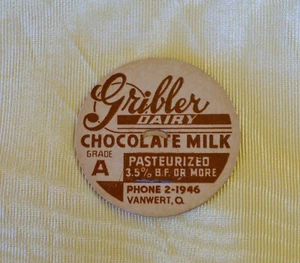 Gribler
DAIRY
CHOCOLATE MILK
GRADE
A
PASTEURIZED
3.5% B.F. OR MORE
PHONE 2-1946
VANWERT, O.